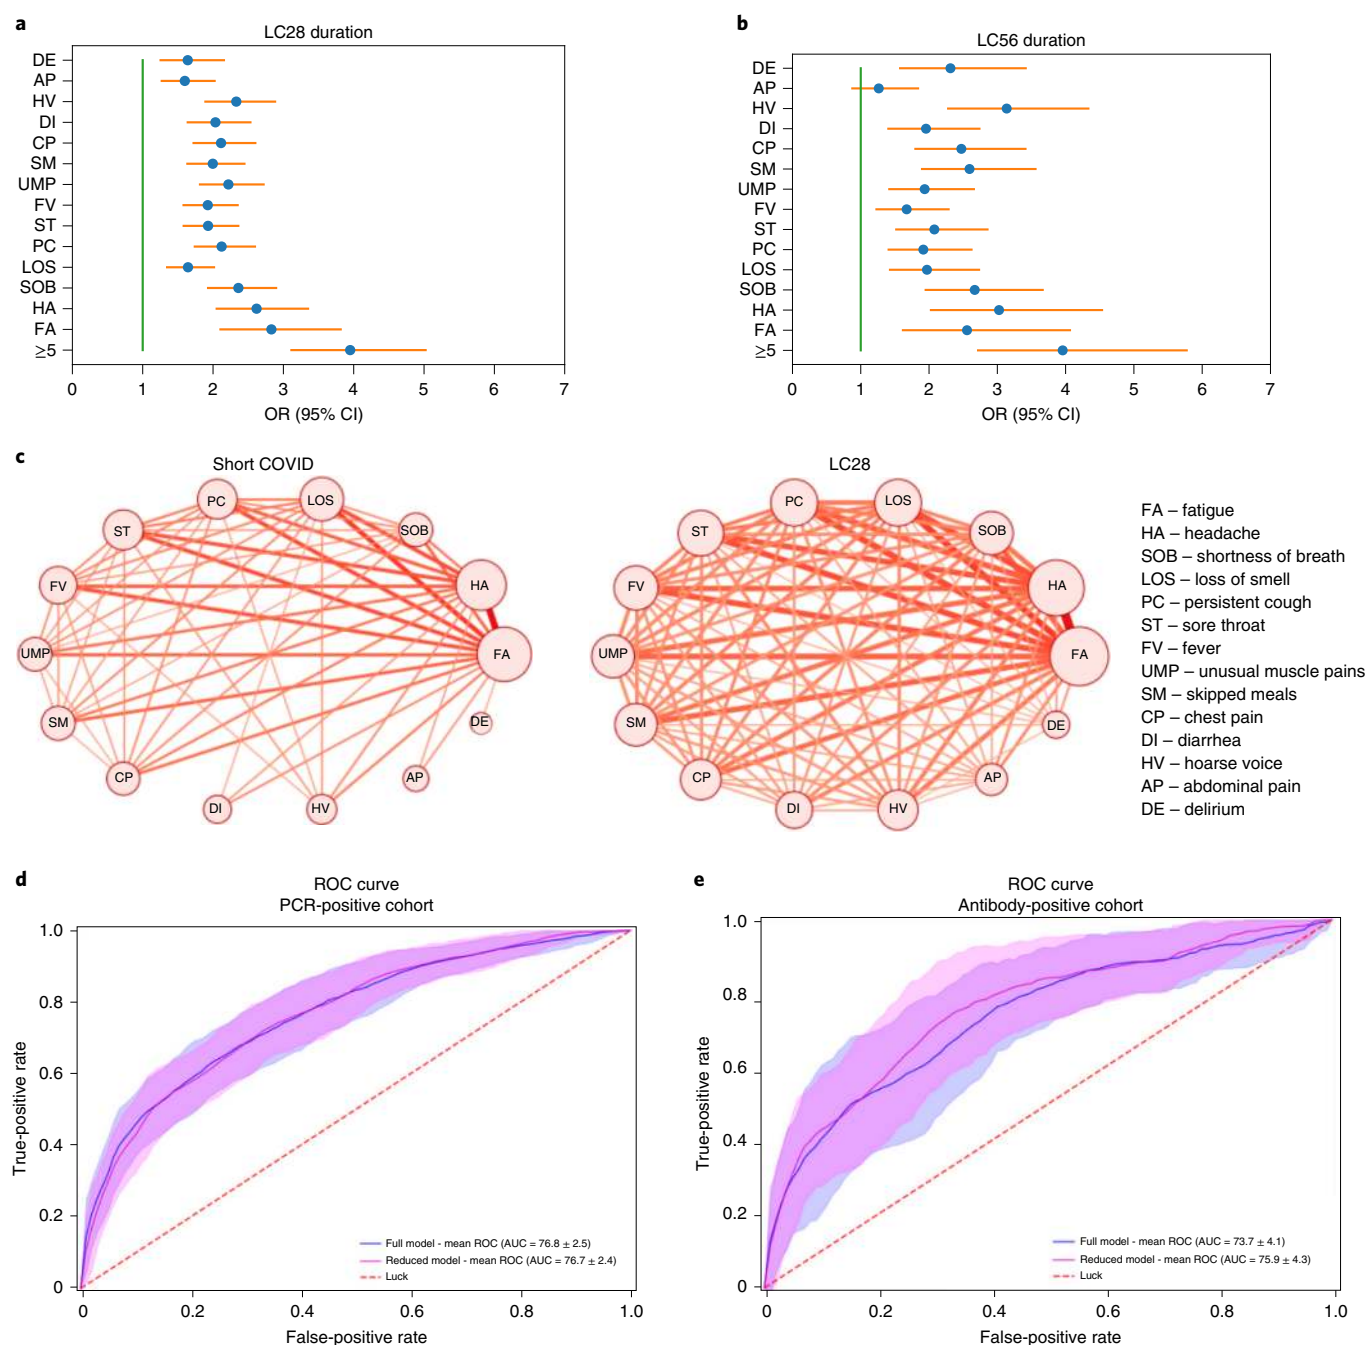 a
LC28 duration
DE
AP
HV
DI
CP
SM
UMP
FV
ST
PC
LOS
SOB
HA
FA
≥5
0 1 2 3 4 5 6 7
OR (95% CI)
b
LC56 duration
DE
AP
HV
DI
CP
SM
UMP
FV
ST
PC
LOS
SOB
HA
FA
≥5
0 1 2 3 4 5 6 7
OR (95% CI)
c
Short COVID
PC
LOS
ST
SOB
FV
HA
UMP
FA
SM
DE
CP
AP
DI
HV
LC28
PC
LOS
ST
SOB
FV
HA
UMP
FA
SM
DE
CP
AP
DI
HV
FA – fatigue
HA – headache
SOB – shortness of breath
LOS – loss of smell
PC – persistent cough
ST – sore throat
FV – fever
UMP – unusual muscle pains
SM – skipped meals
CP – chest pain
DI – diarrhea
HV – hoarse voice
AP – abdominal pain
DE – delirium
d
ROC curve
PCR-positive cohort
1.0
0.8
0.6
0.4
0.2
0
True-positive rate
Full model - mean ROC (AUC = 76.8 ± 2.5)
Reduced model - mean ROC (AUC = 76.7 ± 2.4)
Luck
0 0.2 0.4 0.6 0.8 1.0
False-positive rate
e
ROC curve
Antibody-positive cohort
1.0
0.8
0.6
0.4
0.2
0
True-positive rate
Full model - mean ROC (AUC = 73.7 ± 4.1)
Reduced model - mean ROC (AUC = 75.9 ± 4.3)
Luck
0 0.2 0.4 0.6 0.8 1.0
False-positive rate